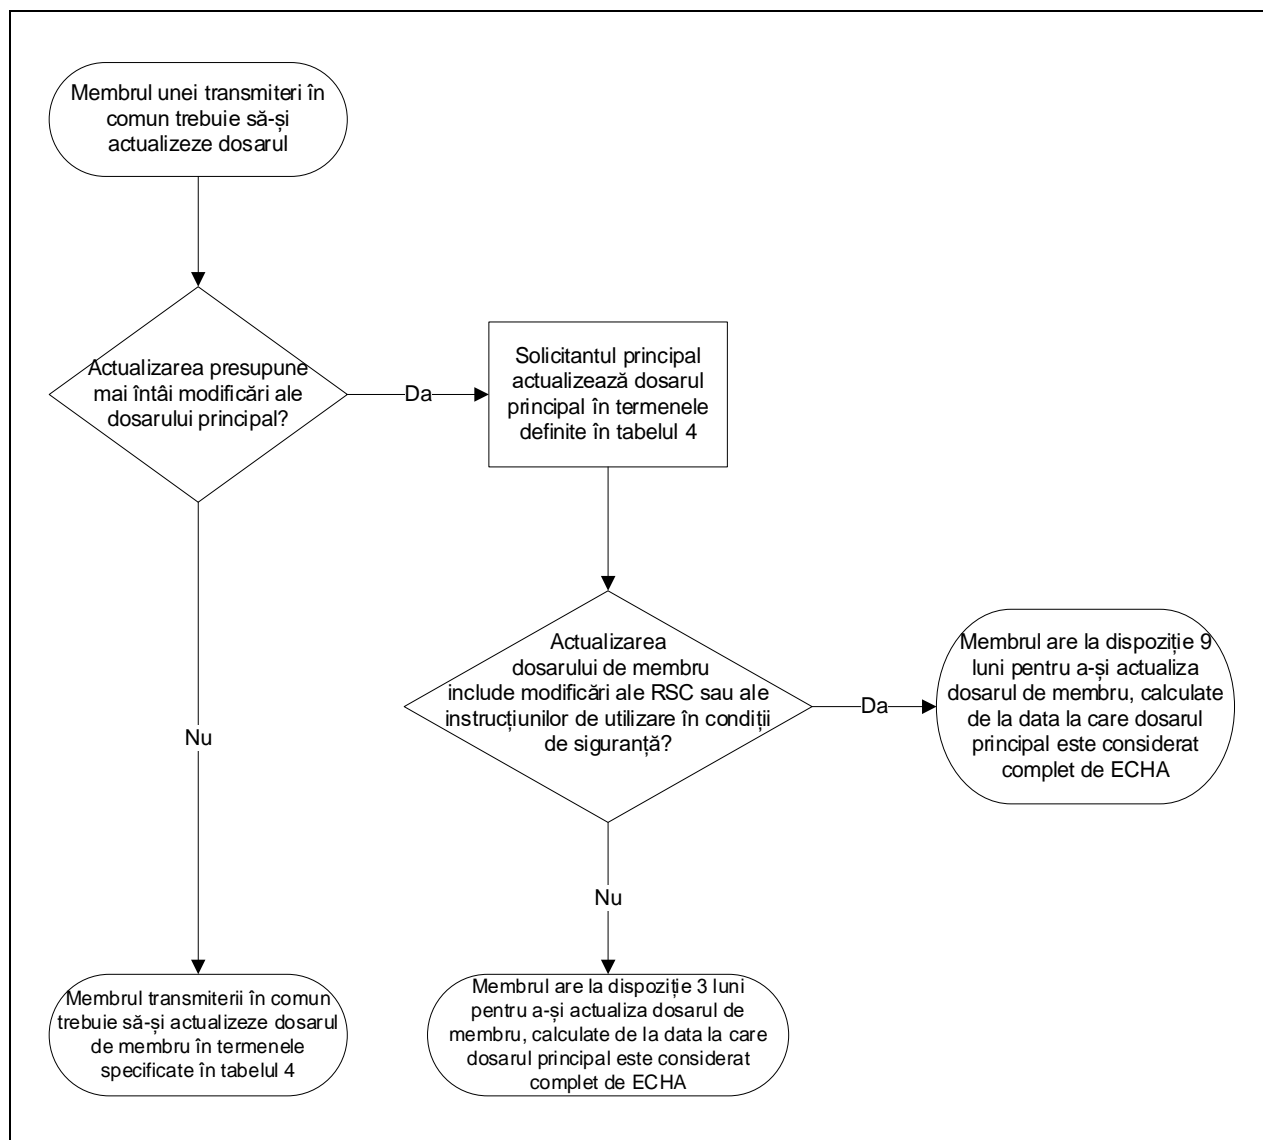 Membrul unei transmiteri în
comun trebuie să-și
actualizeze dosarul
Actualizarea presupune
mai întâi modificări ale
dosarului principal?
Da
Solicitantul principal
actualizează dosarul
principal în termenele
definite în tabelul 4
Actualizarea
dosarului de membru
include modificări ale RSC sau ale
instrucțiunilor de utilizare în condiții
de siguranță?
Da
Membrul are la dispoziție 9
luni pentru a-și actualiza
dosarul de membru, calculate
de la data la care dosarul
principal este considerat
complet de ECHA
Nu
Nu
Membrul transmiterii în comun
trebuie să-și actualizeze dosarul
de membru în termenele
specificate în tabelul 4
Membrul are la dispoziție 3 luni
pentru a-și actualiza dosarul de
membru, calculate de la data la care
dosarul principal este considerat
complet de ECHA